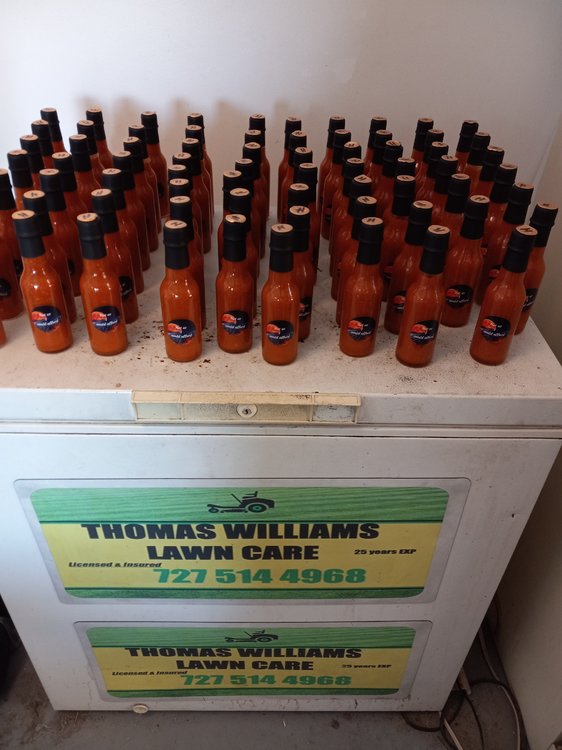 THOMAS WILLIAMS
LAWN CARE
25 years EXP
Licensed & Insured
727 514 4968
THOMAS WILLIAMS
LAWN CARE
25 years EXP
Licensed & Insured
727 514 4968